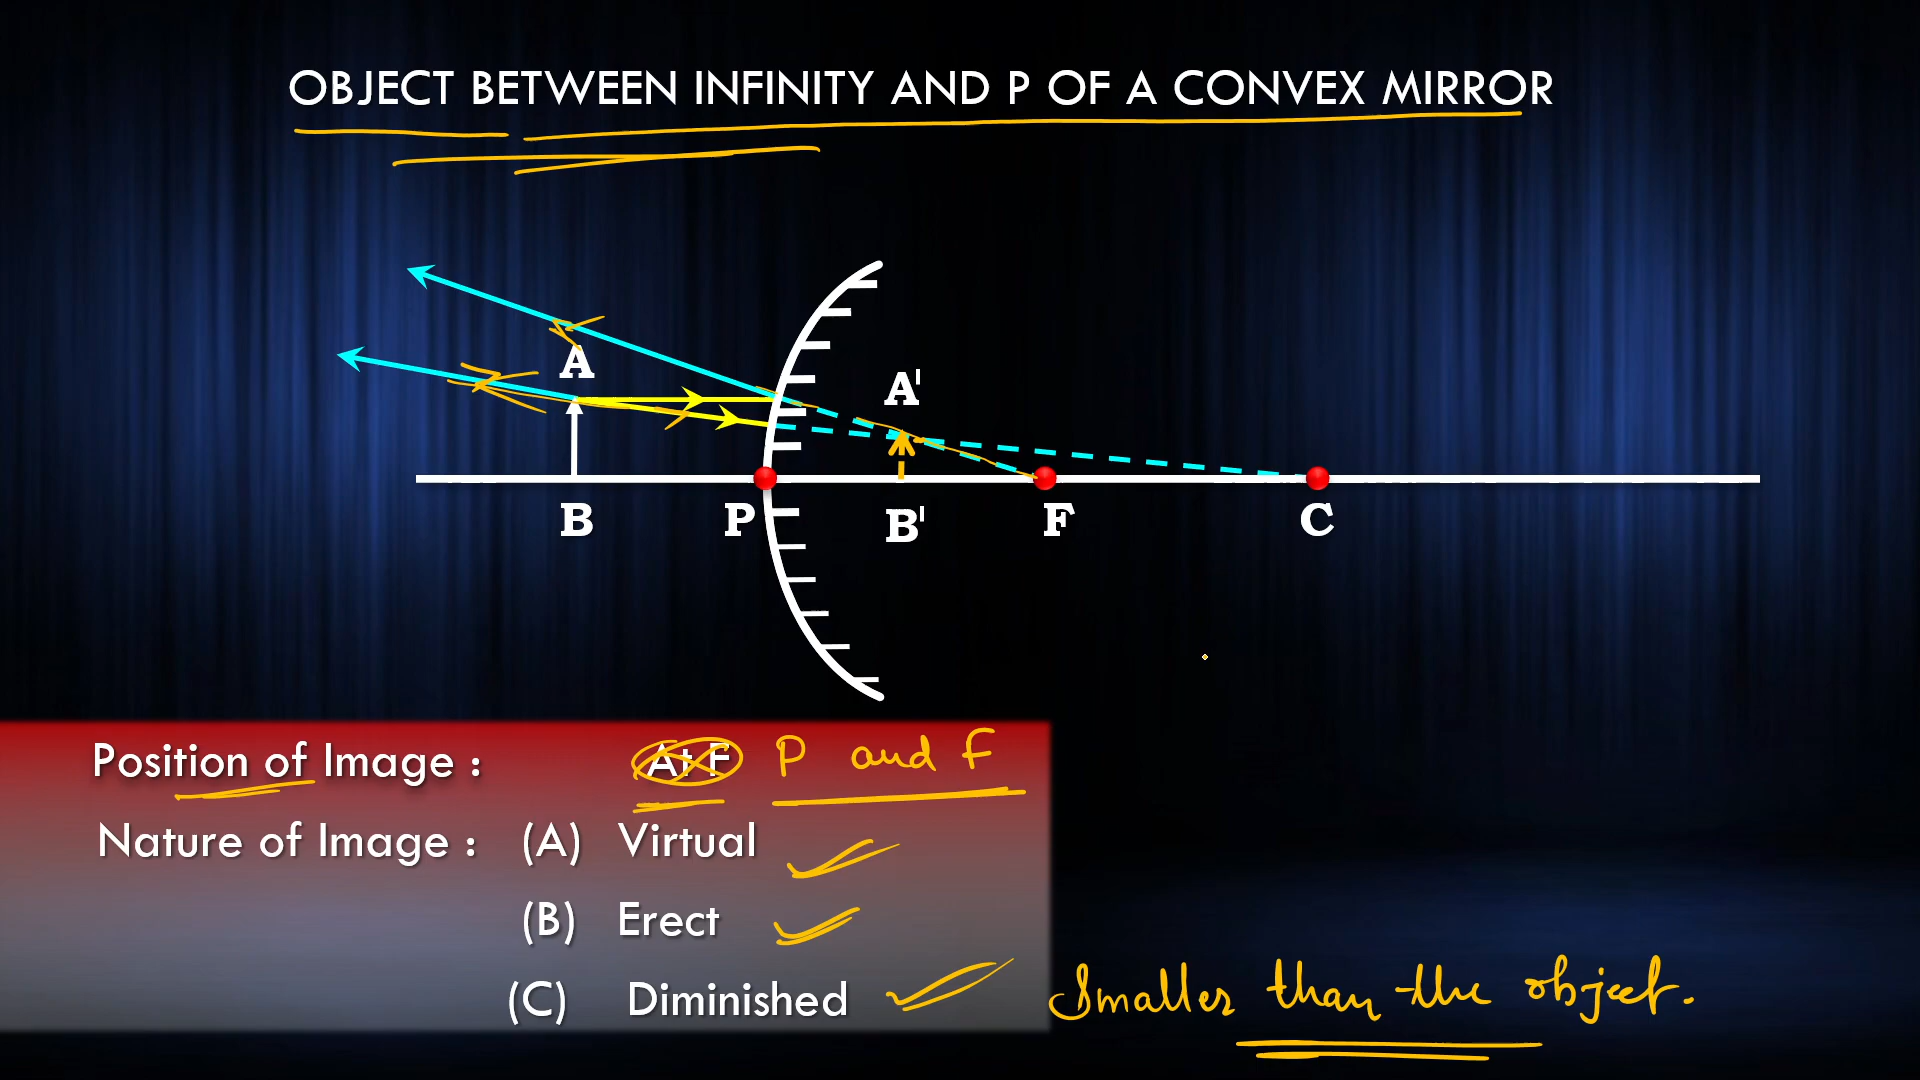 OBJECT BETWEEN INFINITY AND P OF A CONVEX MIRROR
A
A'
B P B' F C
Position of Image : At F P and F
Nature of Image : (A) Virtual
(B) Erect
(C) Diminished Smaller than the object.